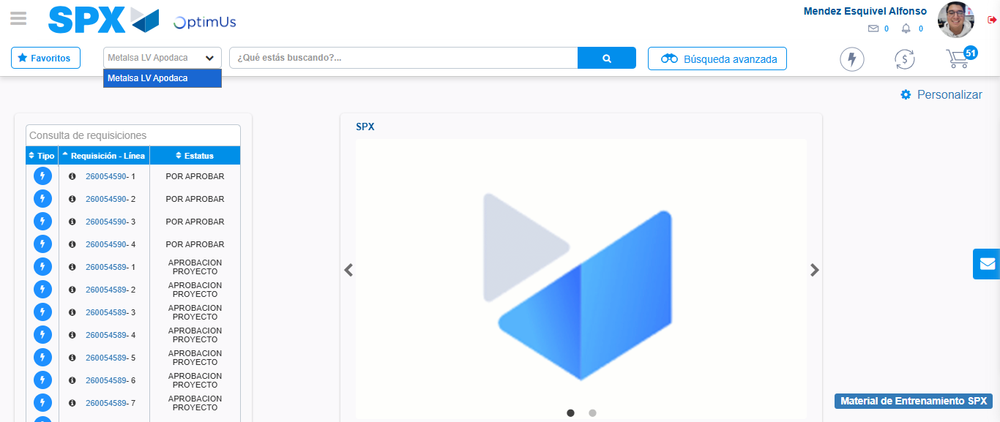 SPX
OptimUs
Mendez Esquivel Alfonso
0
0
Favoritos
Metalsa LV Apodaca
Metalsa LV Apodaca
¿Qué estás buscando?...
Búsqueda avanzada
51
Personalizar
Consulta de requisiciones
Tipo Requisición - Línea Estatus
260054590- 1 POR APROBAR
260054590- 2 POR APROBAR
260054590- 3 POR APROBAR
260054590- 4 POR APROBAR
260054589- 1 APROBACION
PROYECTO
260054589- 2 APROBACION
PROYECTO
260054589- 3 APROBACION
PROYECTO
260054589- 4 APROBACION
PROYECTO
260054589- 5 APROBACION
PROYECTO
260054589- 6 APROBACION
PROYECTO
260054589- 7 APROBACION
PROYECTO
SPX
Material de Entrenamiento SPX